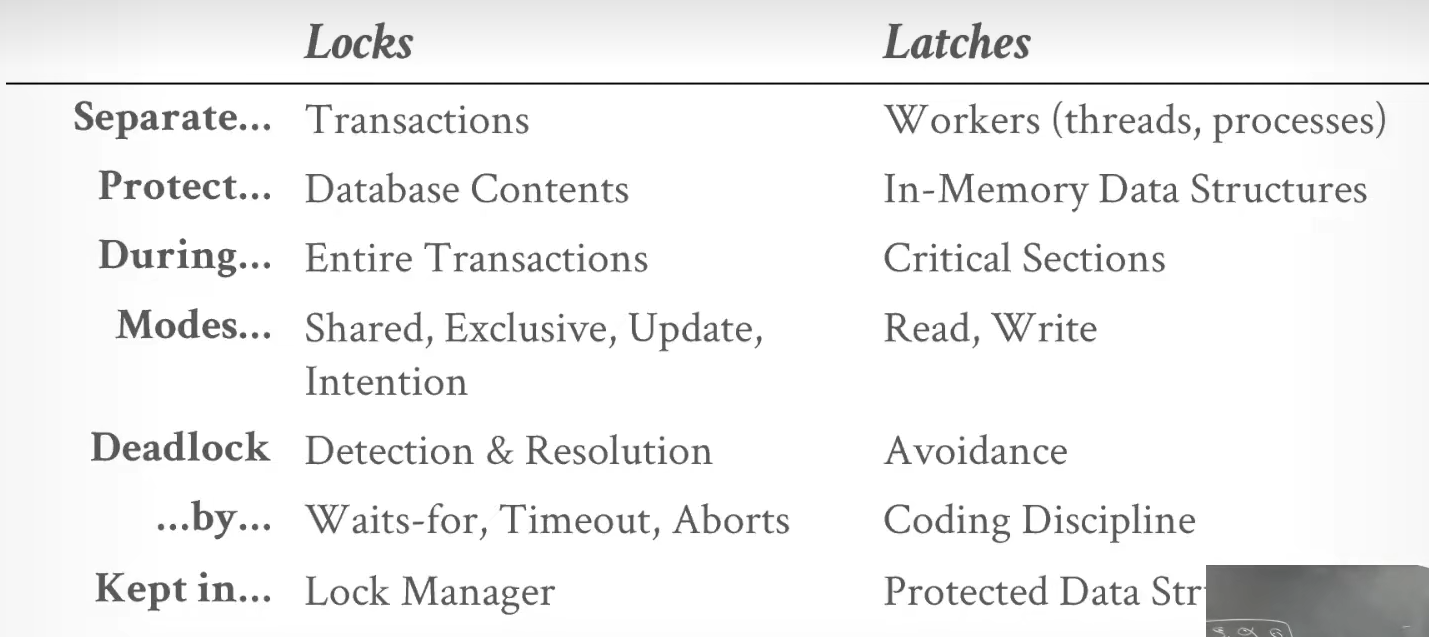 Locks Latches
Separate... Transactions Workers (threads, processes)
Protect... Database Contents In-Memory Data Structures
During... Entire Transactions Critical Sections
Modes... Shared, Exclusive, Update, Read, Write
Intention
Deadlock Detection & Resolution Avoidance
...by... Waits-for, Timeout, Aborts Coding Discipline
Kept in... Lock Manager Protected Data